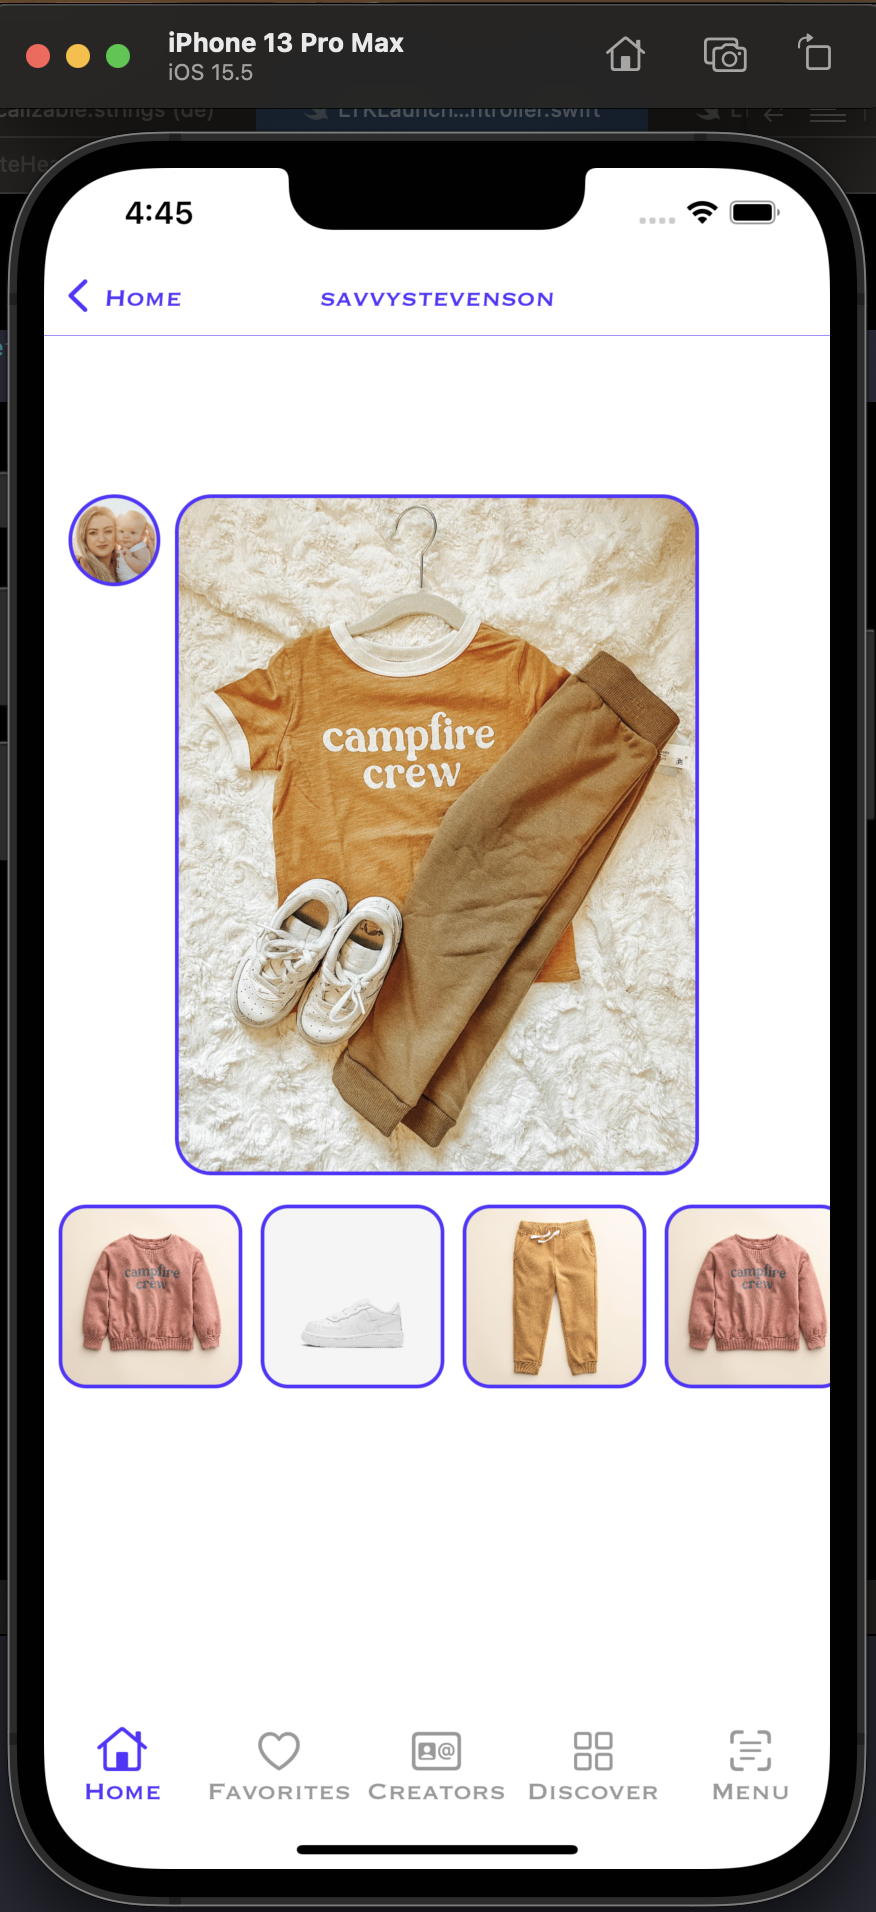 iPhone 13 Pro Max
iOS 15.5
(de)
4:45
Home
savvystevenson
campfire
crew
campfire
crew
campfire
crew
Home
Favorites
Creators
Discover
Menu